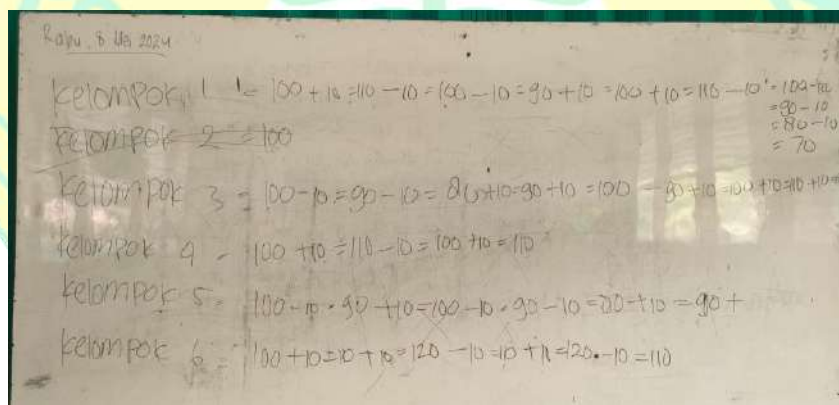 Rabu, 8 Mei 2024
Kelompok 1 = 100 + 10 = 110 - 10 = 100 - 10 = 90 + 10 = 100 + 10 = 110 - 10 = 100 - 10
= 90 - 10
= 80 - 10
= 70
Kelompok 2 = 100
Kelompok 3 = 100 - 10 = 90 - 10 = 80 + 10 = 90 + 10 = 100 - 90 + 10 = 100 + 10 = 110 + 10 =
Kelompok 4 = 100 + 10 = 110 - 10 = 100 + 10 = 110
Kelompok 5 = 100 - 10 = 90 + 10 = 100 - 10 = 90 - 10 = 80 + 10 = 90 +
Kelompok 6 = 100 + 10 = 10 + 10 = 120 - 10 = 10 + 11 = 120 - 10 = 110